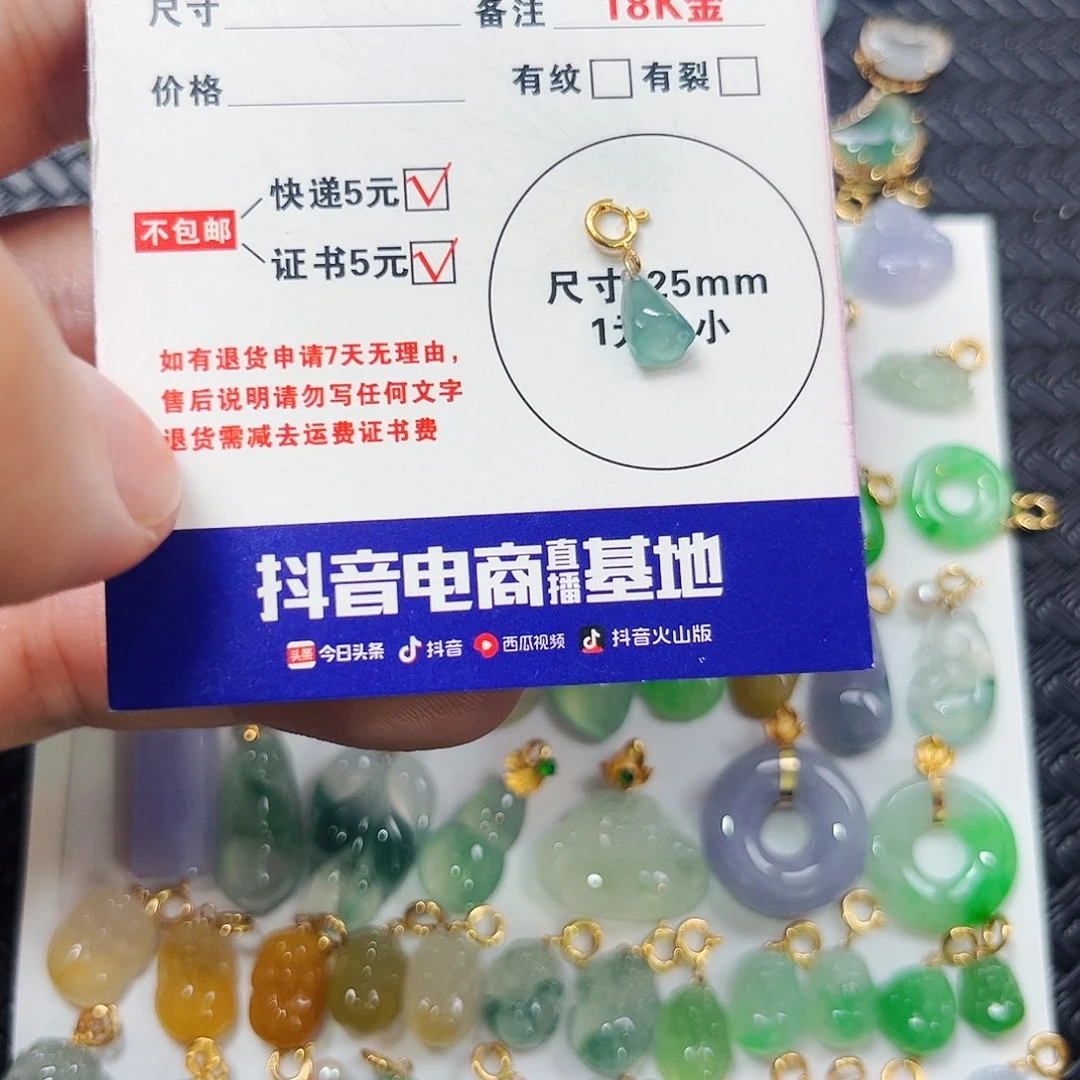 尺寸 备注 18K金
价格 有纹 有裂
不包邮
快递5元
证书5元
尺寸 25mm
1 小
如有退货申请7天无理由,
售后说明请勿写任何文字
退货需减去运费证书费
抖音电商直播基地
头条 今日头条 抖音 西瓜视频 抖音火山版